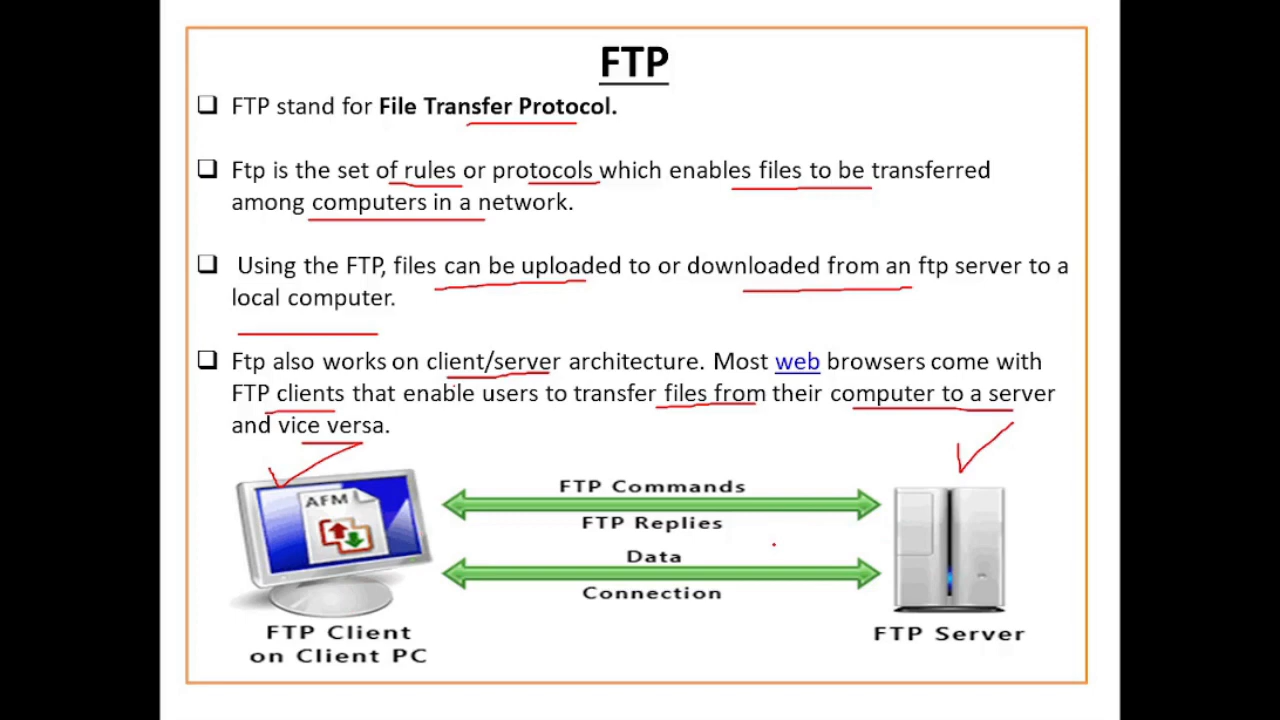 FTP
FTP stand for File Transfer Protocol.
Ftp is the set of rules or protocols which enables files to be transferred
among computers in a network.
Using the FTP, files can be uploaded to or downloaded from an ftp server to a
local computer.
Ftp also works on client/server architecture. Most web browsers come with
FTP clients that enable users to transfer files from their computer to a server
and vice versa.
AFM
FTP Commands
FTP Replies
Data
Connection
FTP Client
on Client PC
FTP Server